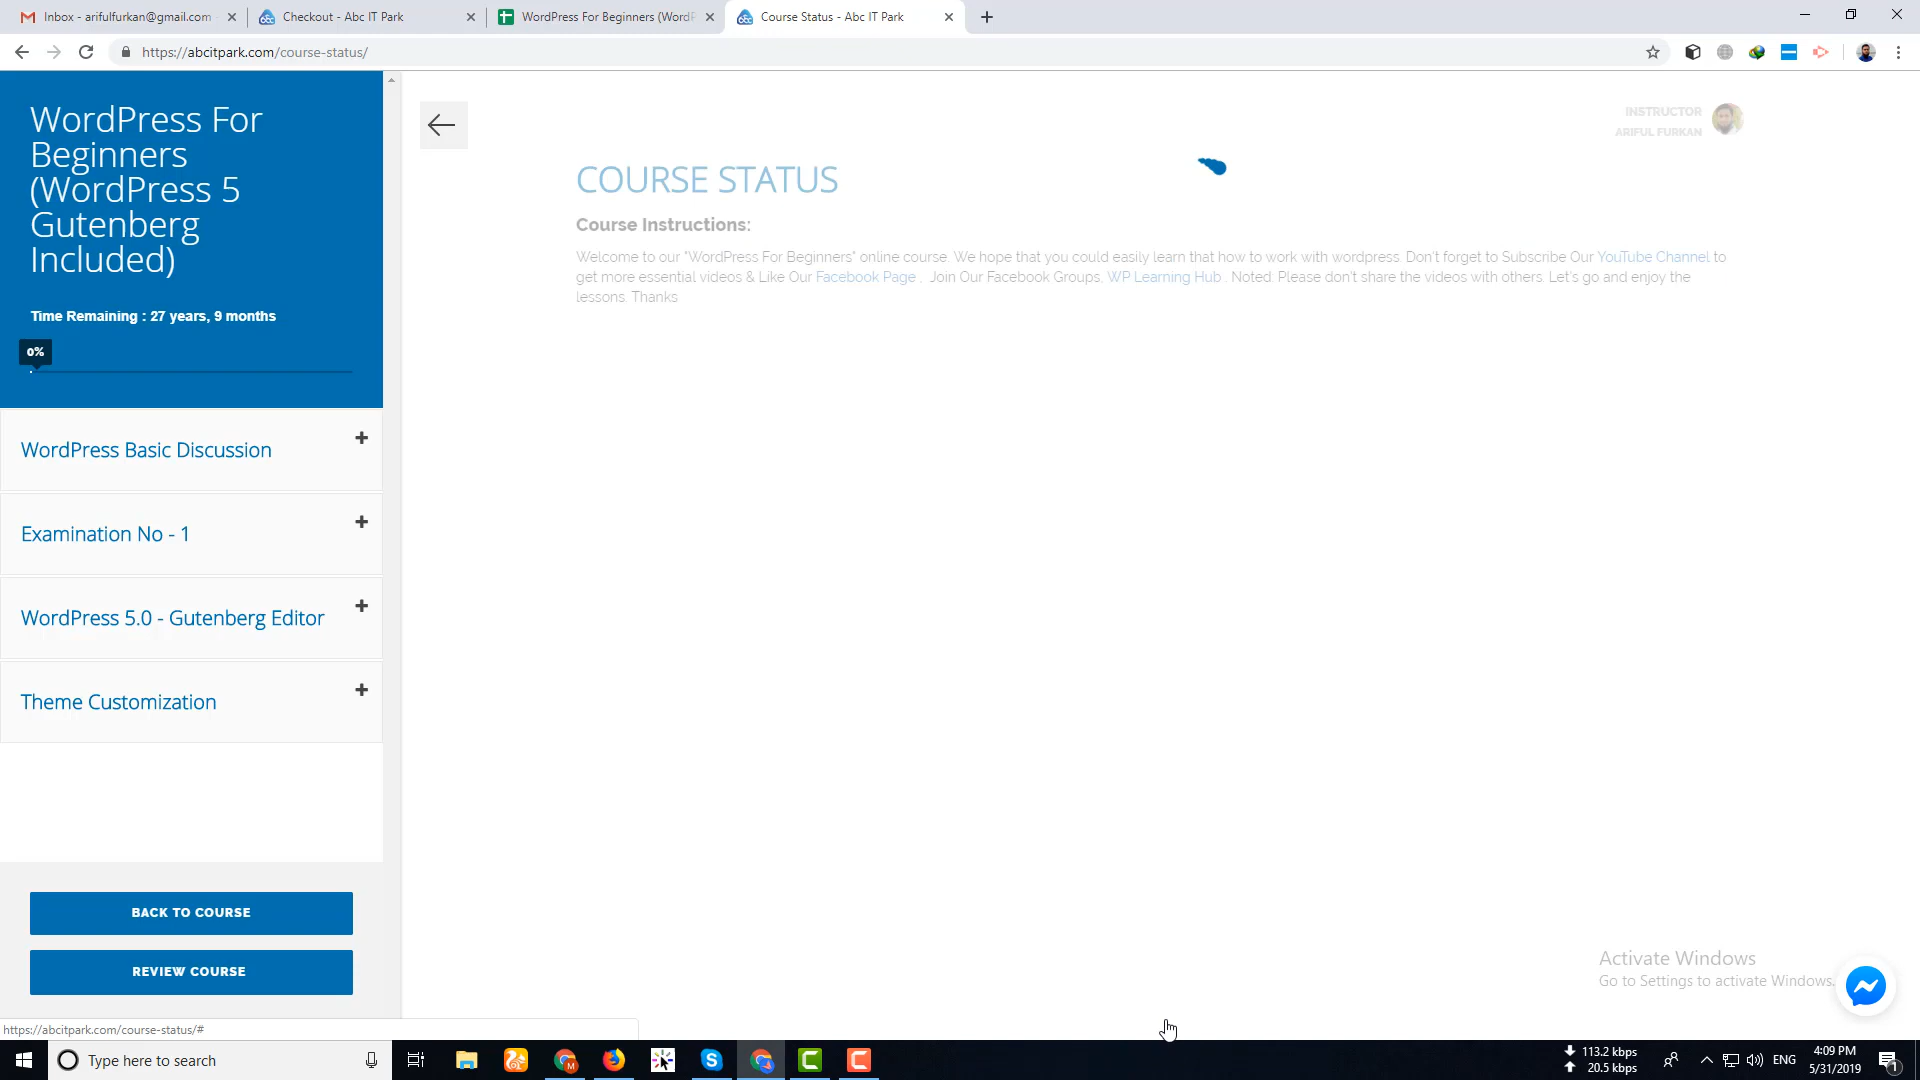 Inbox - arifulfurkan@gmail.com
Checkout - Abc IT Park
WordPress For Beginners (WordP
Course Status - Abc IT Park
https://abcitpark.com/course-status/
WordPress For
Beginners
(WordPress 5
Gutenberg
Included)
Time Remaining : 27 years, 9 months
0%
WordPress Basic Discussion
Examination No - 1
WordPress 5.0 - Gutenberg Editor
Theme Customization
BACK TO COURSE
REVIEW COURSE
https://abcitpark.com/course-status/#
INSTRUCTOR
ARIFUL FURKAN
COURSE STATUS
Course Instructions:
Welcome to our "WordPress For Beginners" online course. We hope that you could easily learn that how to work with wordpress. Don't forget to Subscribe Our YouTube Channel to
get more essential videos & Like Our Facebook Page , Join Our Facebook Groups, WP Learning Hub . Noted: Please don't share the videos with others. Let's go and enjoy the
lessons. Thanks
Activate Windows
Go to Settings to activate Windows.
Type here to search
113.2 kbps
20.5 kbps
ENG
4:09 PM
5/31/2019
1